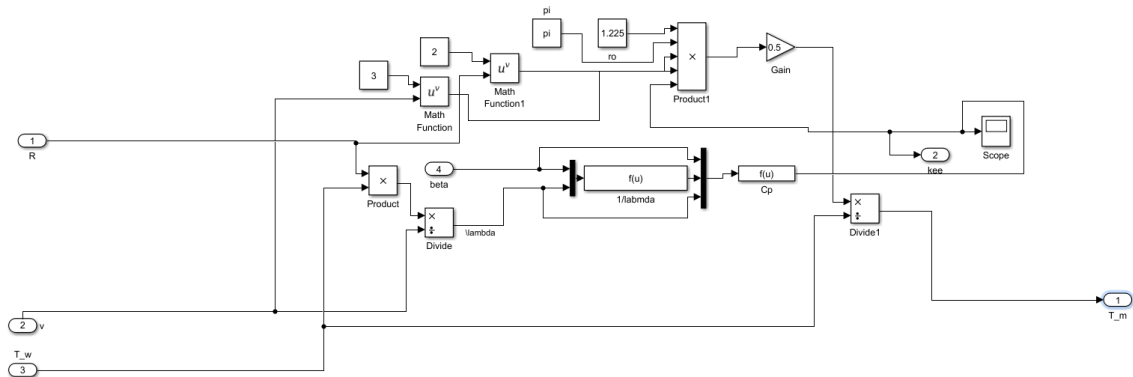 pi
pi
1.225
ro
×
Product1
0.5
Gain
2
u^v
Math
Function1
3
u^v
Math
Function
1
R
4
beta
×
Product
f(u)
1/labmda
f(u)
Cp
Scope
2
kee
×
÷
Divide
\lambda
×
÷
Divide1
1
T_m
2
v
T_w
3